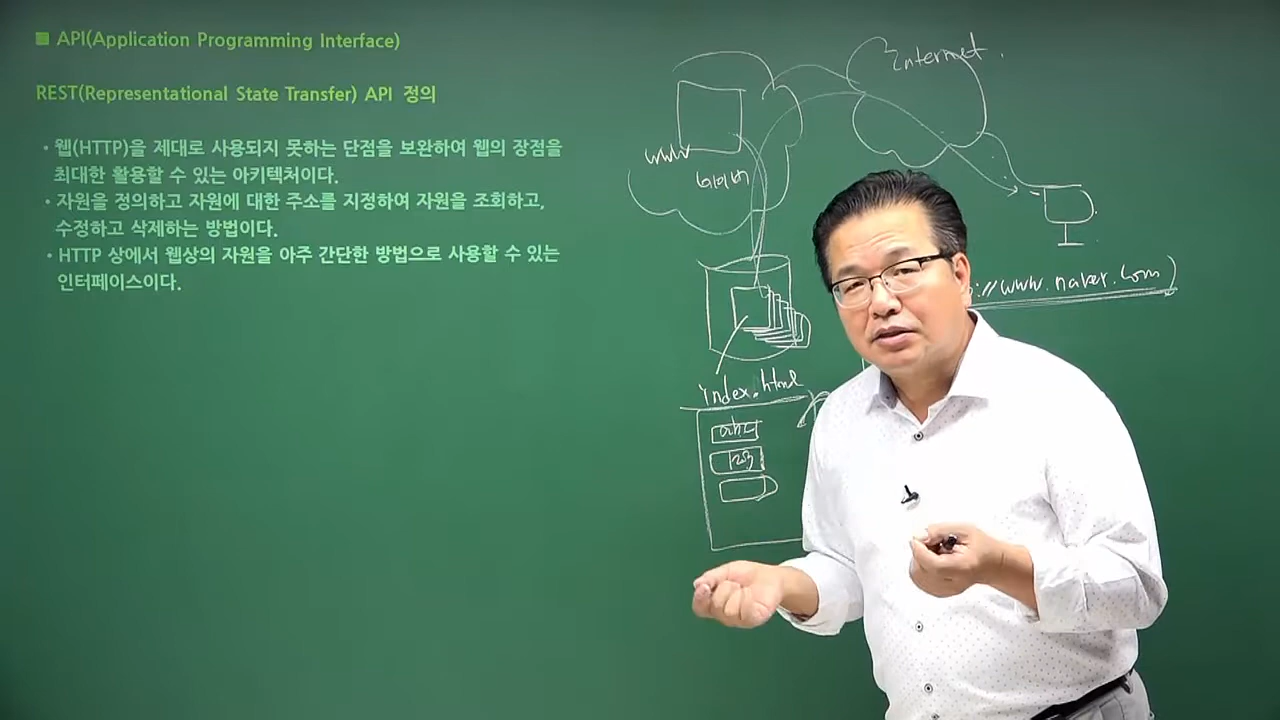 ■ API(Application Programming Interface)
REST(Representational State Transfer) API 정의
• 웹(HTTP)을 제대로 사용되지 못하는 단점을 보완하여 웹의 장점을
최대한 활용할 수 있는 아키텍처이다.
• 자원을 정의하고 자원에 대한 주소를 지정하여 자원을 조회하고,
수정하고 삭제하는 방법이다.
• HTTP 상에서 웹상의 자원을 아주 간단한 방법으로 사용할 수 있는
인터페이스이다.
Internet.
www
네이버
://www.naver.com)
index.html
abc
123